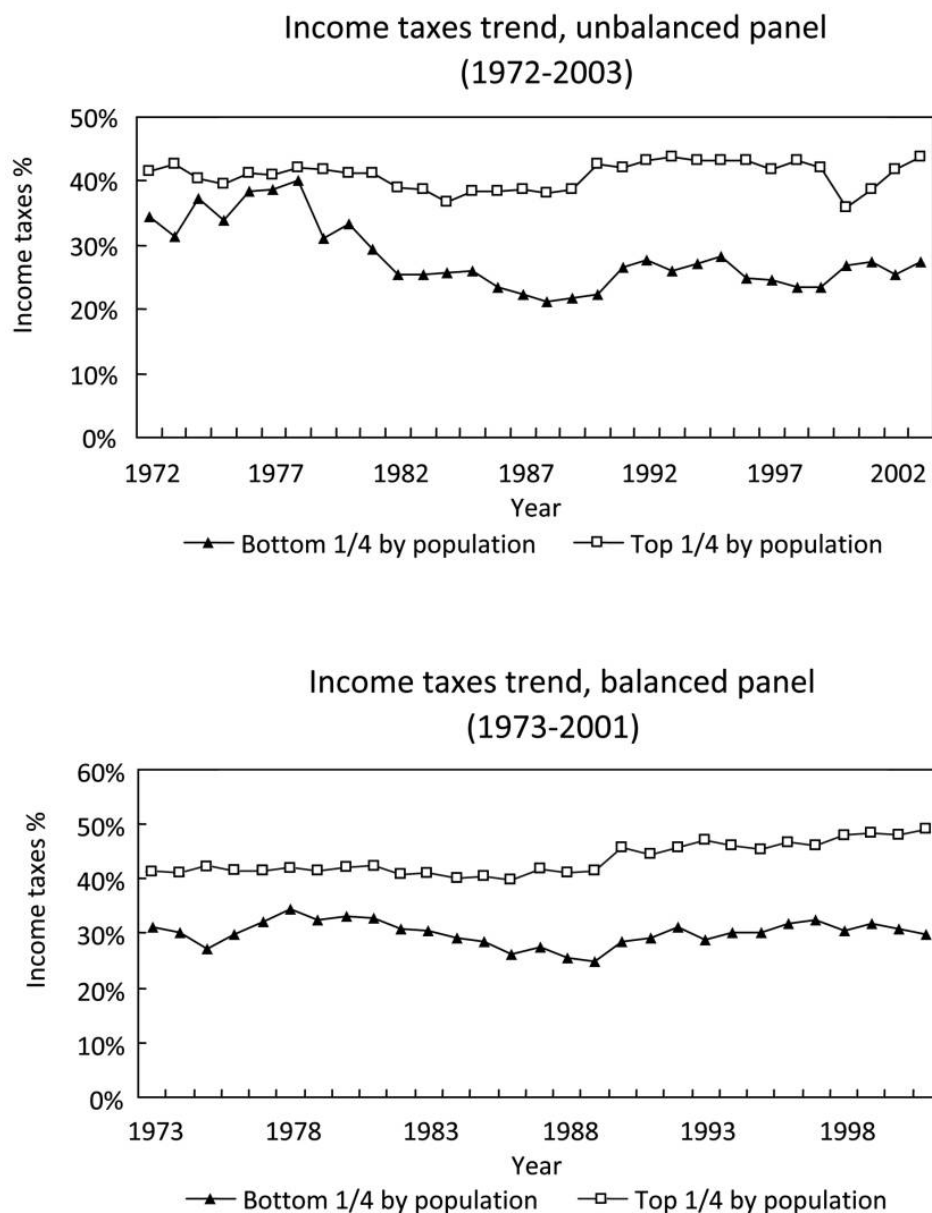 Income taxes trend, unbalanced panel
(1972-2003)
50%
40%
30%
20%
10%
0%
Income taxes %
1972 1977 1982 1987 1992 1997 2002
Year
Bottom 1/4 by population Top 1/4 by population
Income taxes trend, balanced panel
(1973-2001)
60%
50%
40%
30%
20%
10%
0%
Income taxes %
1973 1978 1983 1988 1993 1998
Year
Bottom 1/4 by population Top 1/4 by population